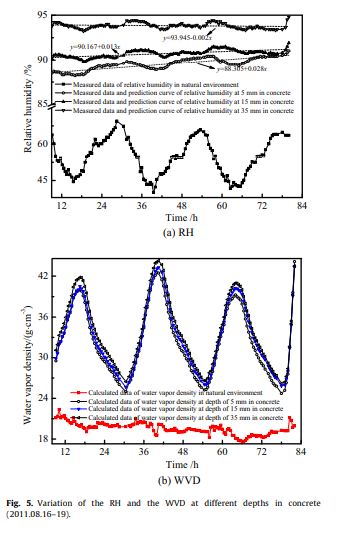 95
90
85
60
45
Relative humidity /%
y=93.945-0.002x
y=90.167+0.013x
y=88.305+0.028x
Measured data of relative humidity in natural environment
Measured data and prediction curve of relative humidity at 5 mm in concrete
Measured data and prediction curve of relative humidity at 15 mm in concrete
Measured data and prediction curve of relative humidity at 35 mm in concrete
12 24 36 48 60 72 84
Time /h
(a) RH
42
36
30
24
18
Water vapor density/(g·cm⁻³)
Calculated data of water vapor density in natural environment
Calculated data of water vapor density at depth of 5 mm in concrete
Calculated data of water vapor density at depth of 15 mm in concrete
Calculated data of water vapor density at depth of 35 mm in concrete
12 24 36 48 60 72 84
Time /h
(b) WVD
Fig. 5. Variation of the RH and the WVD at different depths in concrete
(2011.08.16–19).